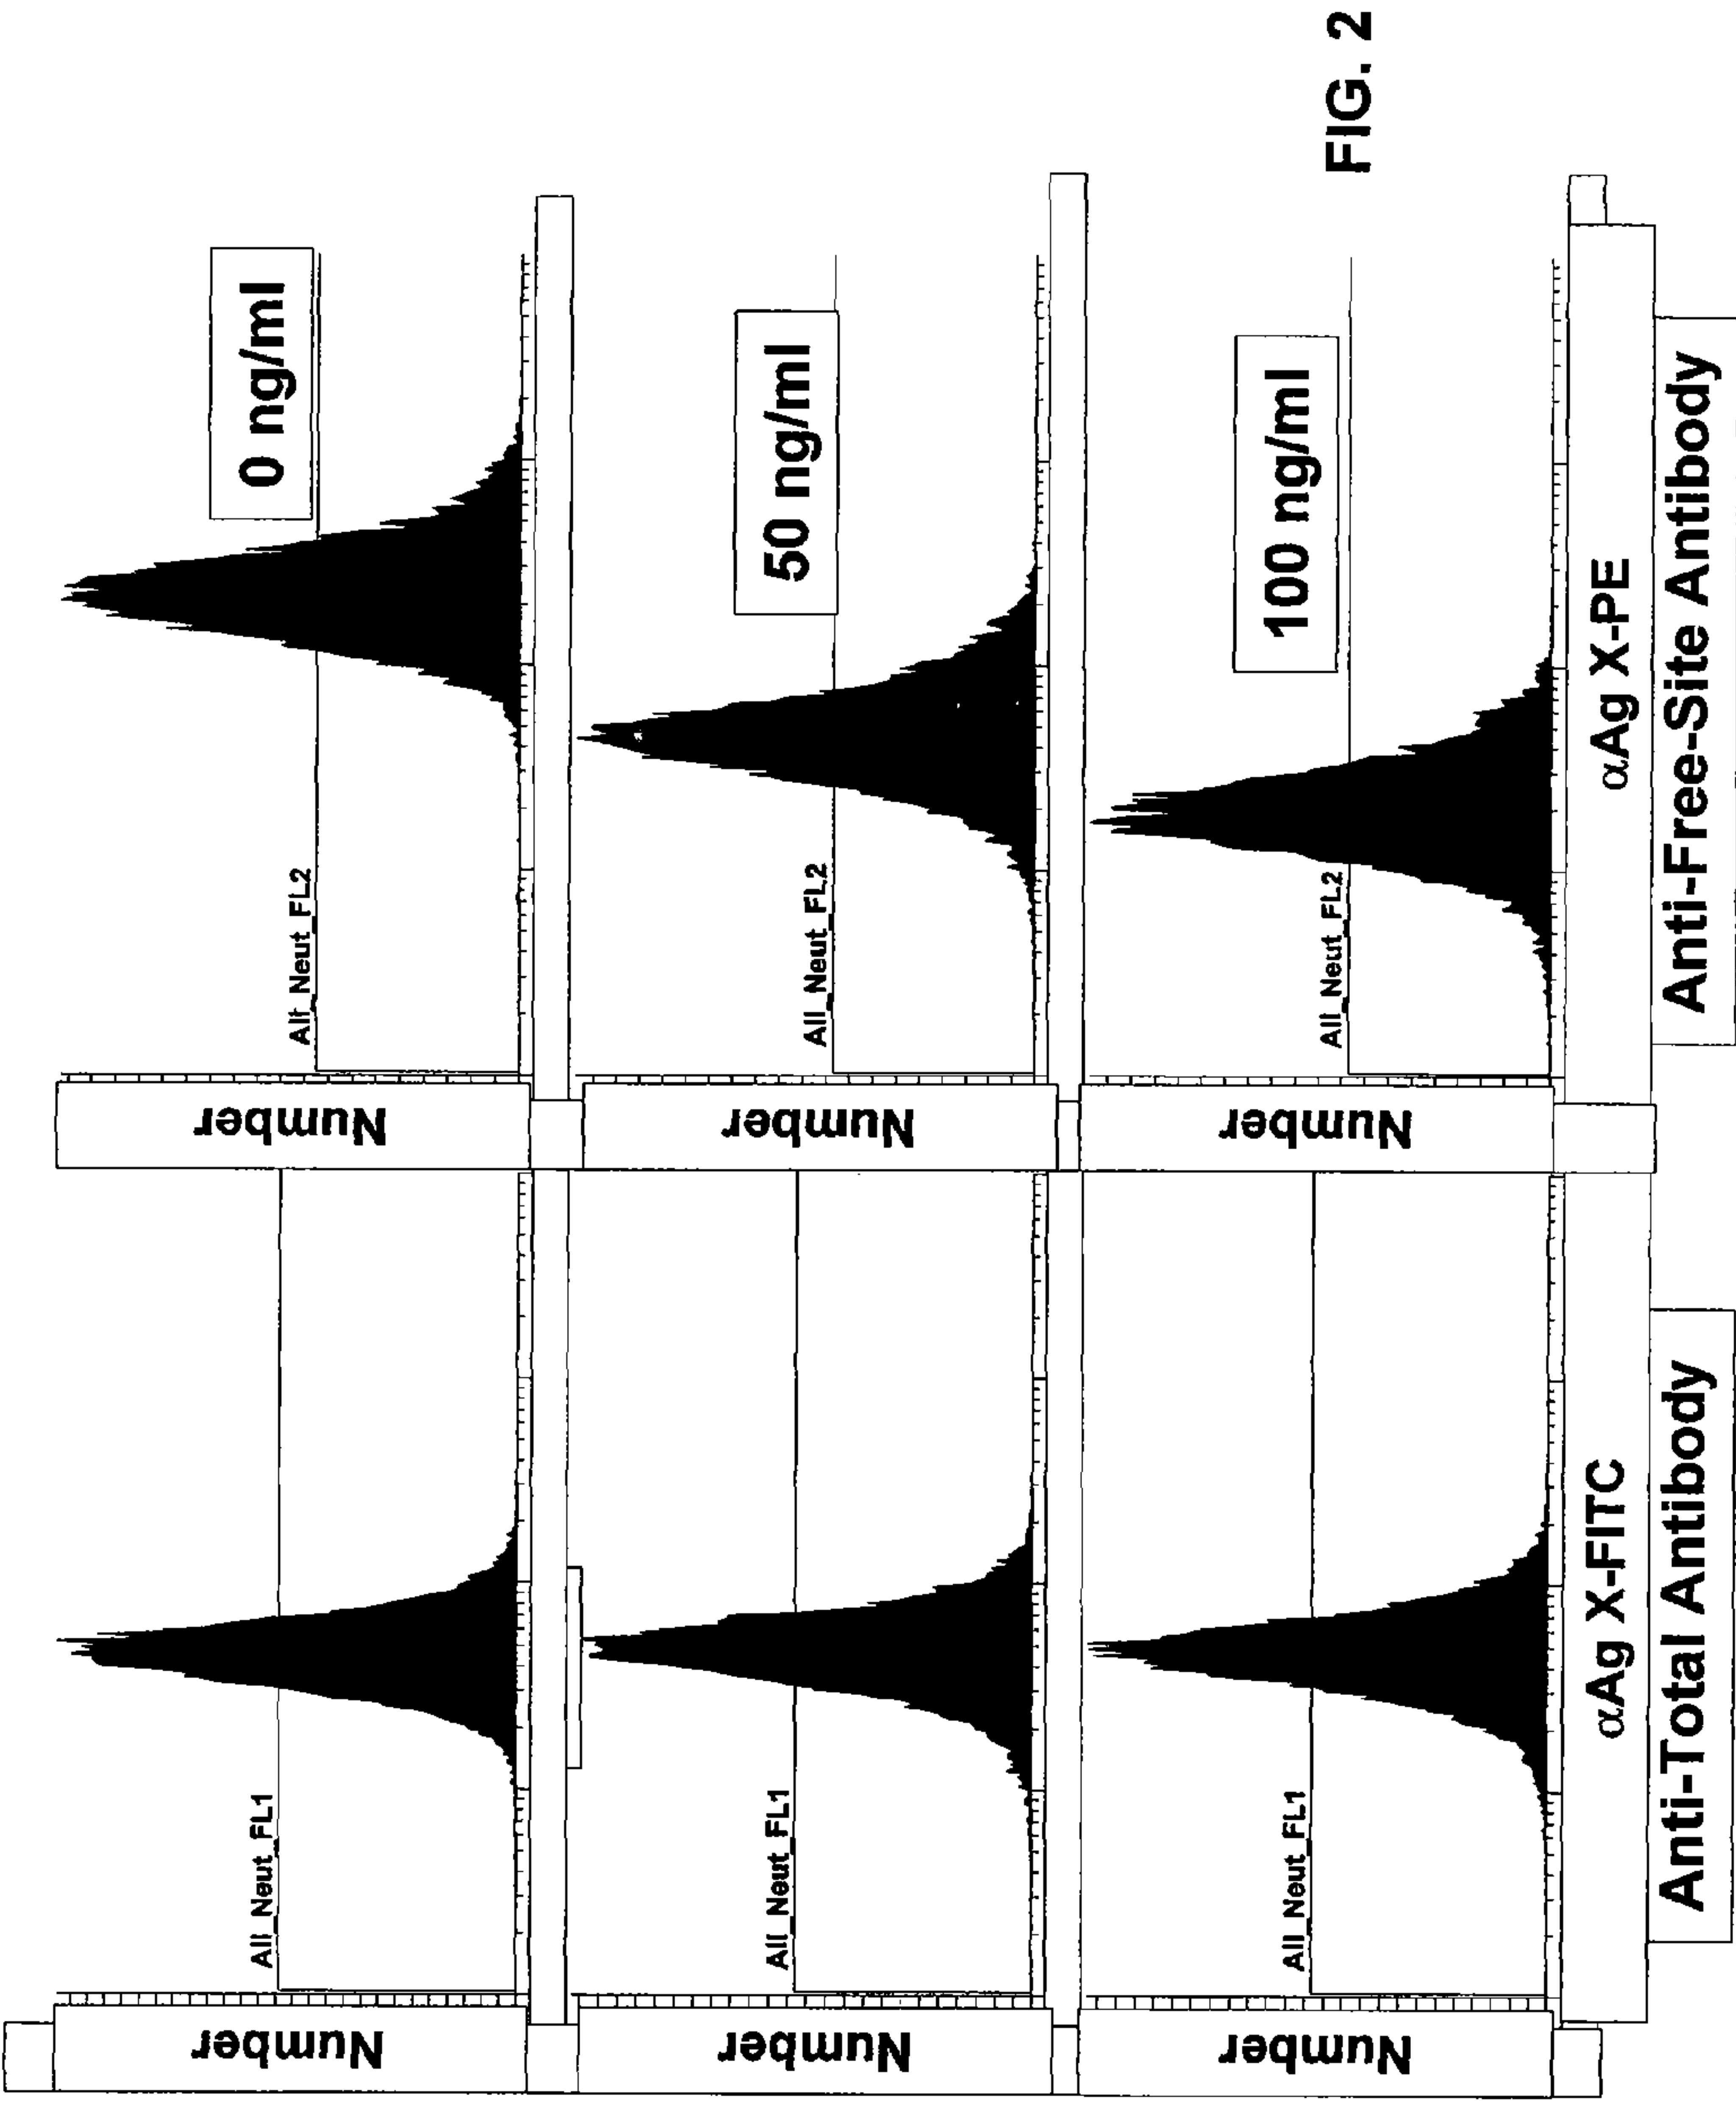 Number
All_Neut_FL1
Number
All_Neut_FL2
0 ng/ml
Number
All_Neut_FL1
Number
All_Neut_FL2
50 ng/ml
Number
All_Neut_FL1
Number
All_Neut_FL2
100 ng/ml
αAg X-FITC
αAg X-PE
Anti-Total Antibody
Anti-Free-Site Antibody
FIG. 2